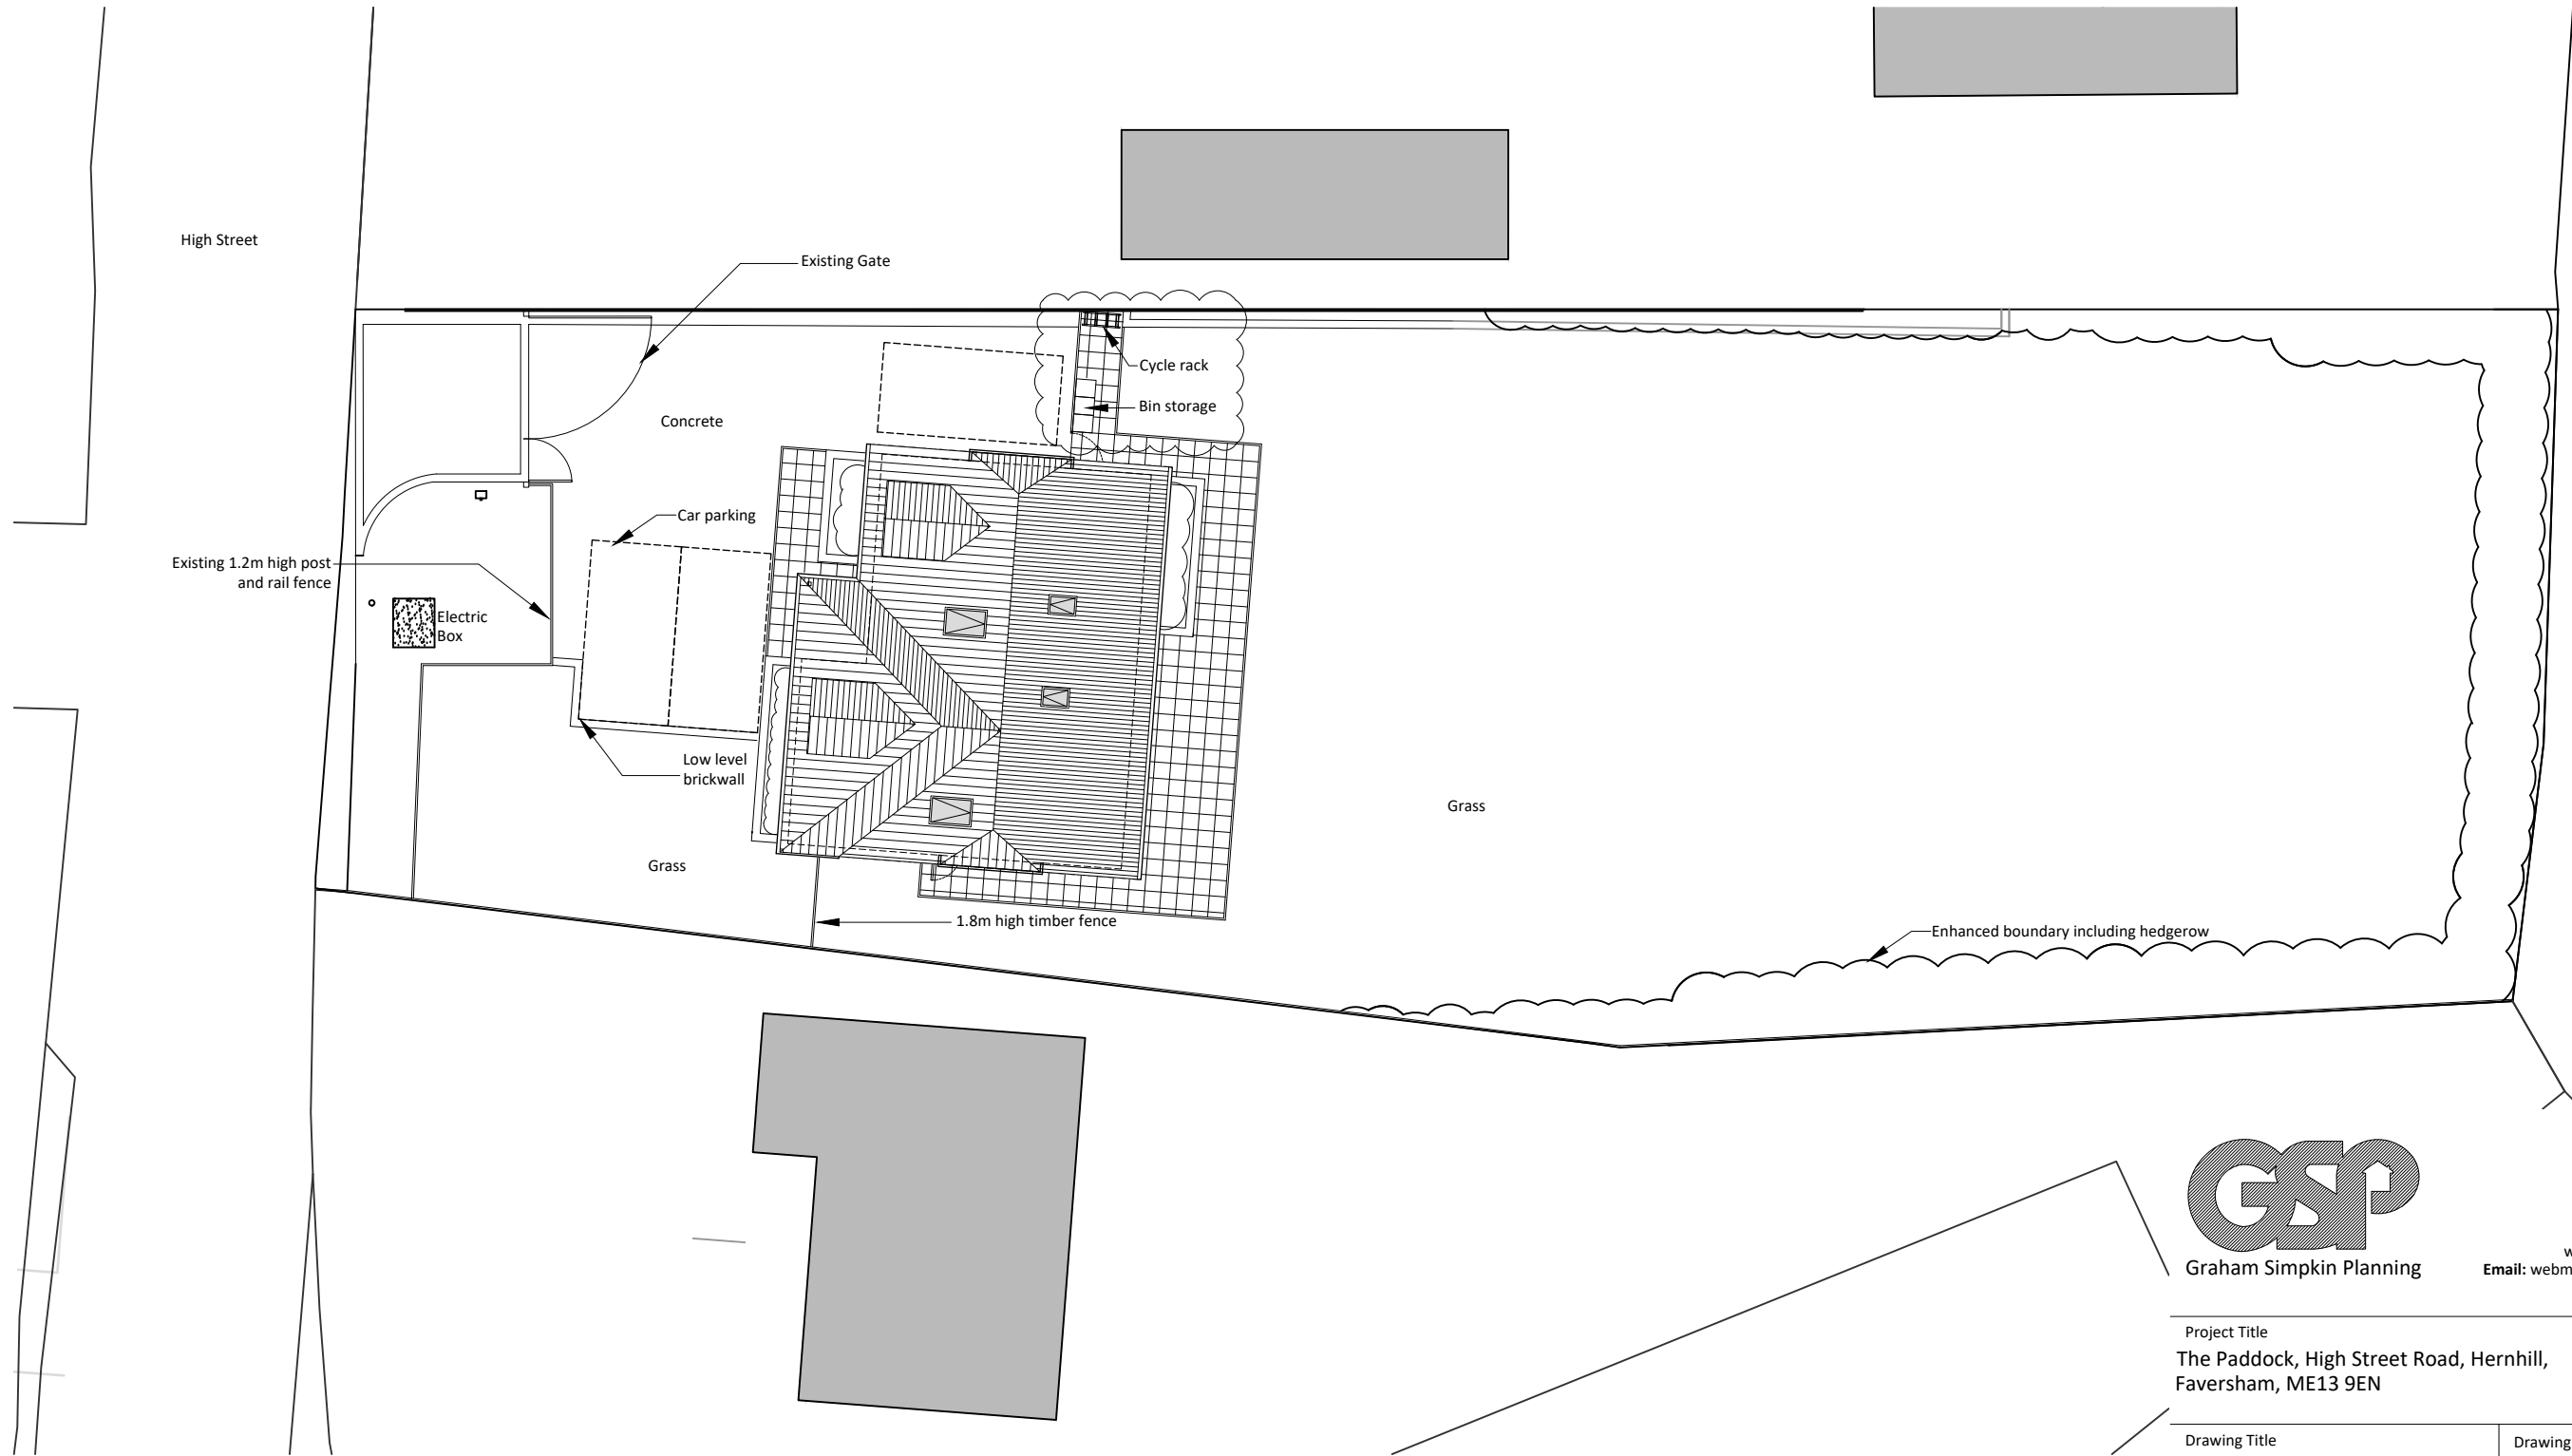 High Street
Existing Gate
Cycle rack
Bin storage
Concrete
Car parking
Existing 1.2m high post
and rail fence
Electric
Box
Low level
brickwall
Grass
Grass
1.8m high timber fence
Enhanced boundary including hedgerow
GSP
Graham Simpkin Planning
w
Email: webm
Project Title
The Paddock, High Street Road, Hernhill,
Faversham, ME13 9EN
Drawing Title
Drawing